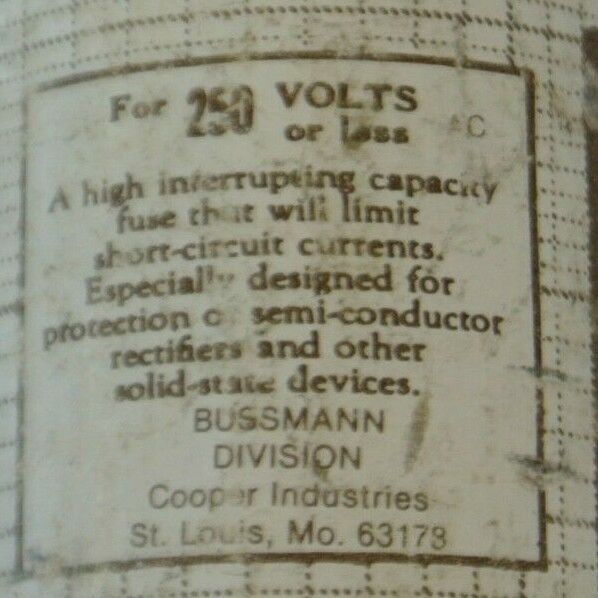 For 250 VOLTS
or less AC
A high interrupting capacity
fuse that will limit
short-circuit currents.
Especially designed for
protection of semi-conductor
rectifiers and other
solid-state devices.
BUSSMANN
DIVISION
Cooper Industries
St. Louis, Mo. 63178